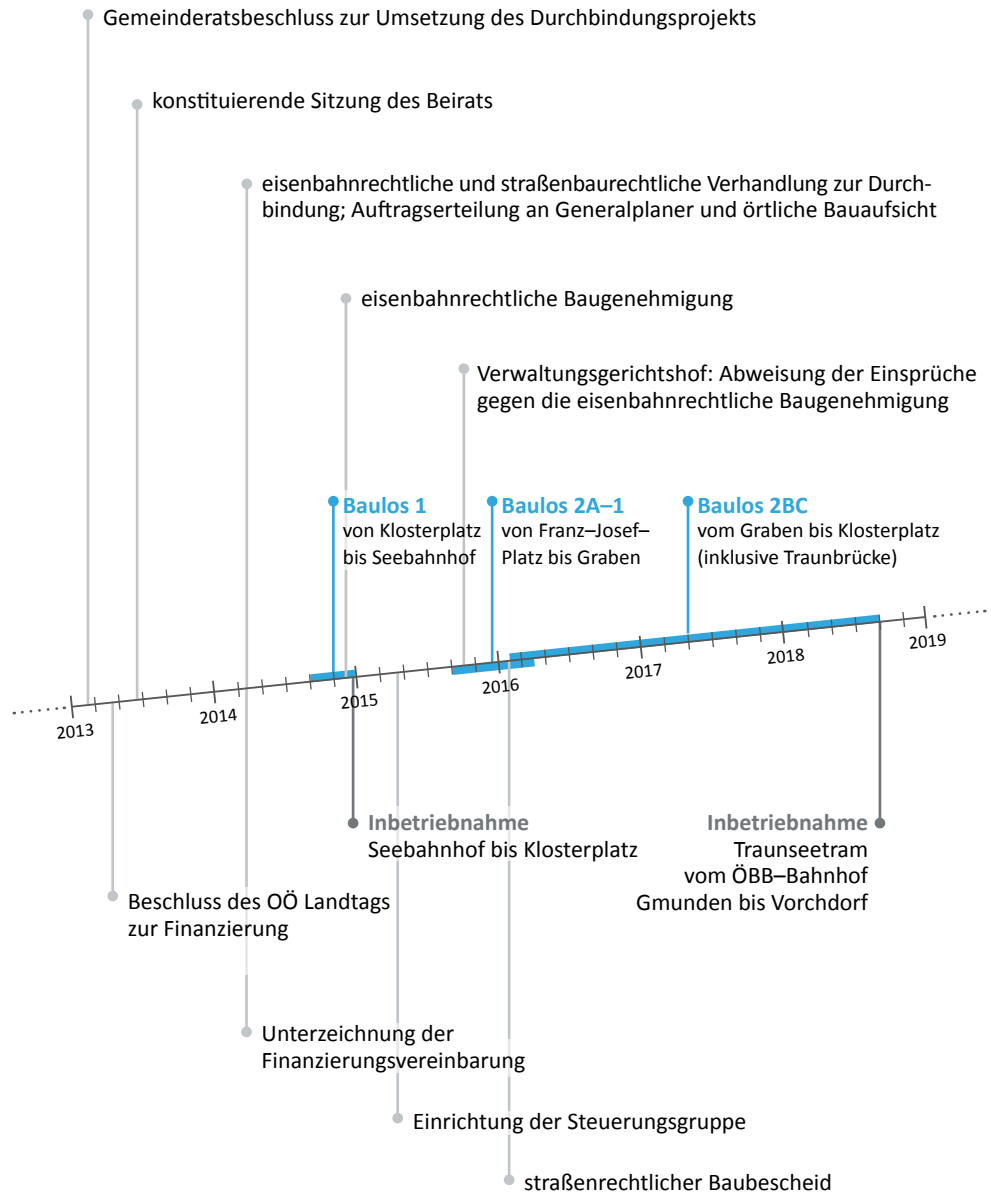 Gemeinderatsbeschluss zur Umsetzung des Durchbindungsprojekts
konstituierende Sitzung des Beirats
eisenbahnrechtliche und straßenbaurechtliche Verhandlung zur Durch-
bindung; Auftragserteilung an Generalplaner und örtliche Bauaufsicht
eisenbahnrechtliche Baugenehmigung
Verwaltungsgerichtshof: Abweisung der Einsprüche
gegen die eisenbahnrechtliche Baugenehmigung
Baulos 1
von Klosterplatz
bis Seebahnhof
Baulos 2A–1
von Franz–Josef–
Platz bis Graben
Baulos 2BC
vom Graben bis Klosterplatz
(inklusive Traunbrücke)
2013
2014
2015
2016
2017
2018
2019
Inbetriebnahme
Seebahnhof bis Klosterplatz
Inbetriebnahme
Traunseetram
vom ÖBB–Bahnhof
Gmunden bis Vorchdorf
Beschluss des OÖ Landtags
zur Finanzierung
Unterzeichnung der
Finanzierungsvereinbarung
Einrichtung der Steuerungsgruppe
straßenrechtlicher Baubescheid